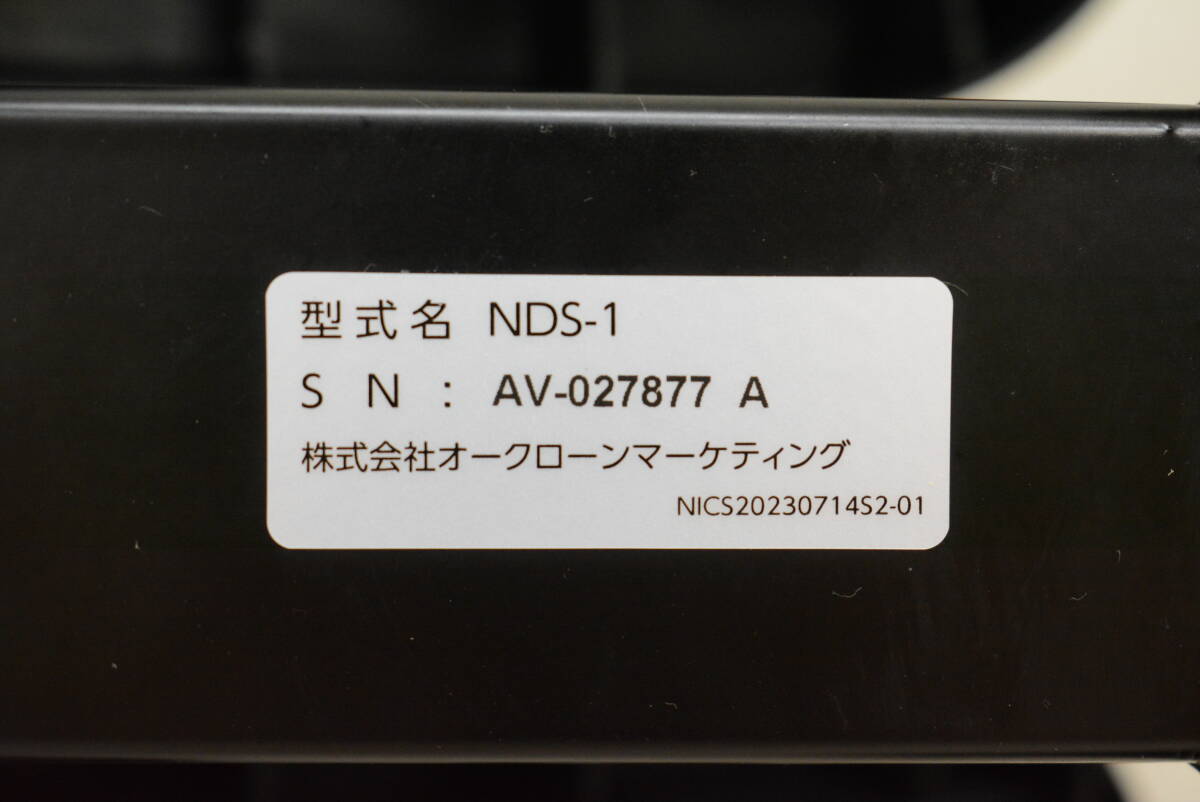 型式名 NDS-1
S N : AV-027877 A
株式会社オークローンマーケティング
NICS20230714S2-01